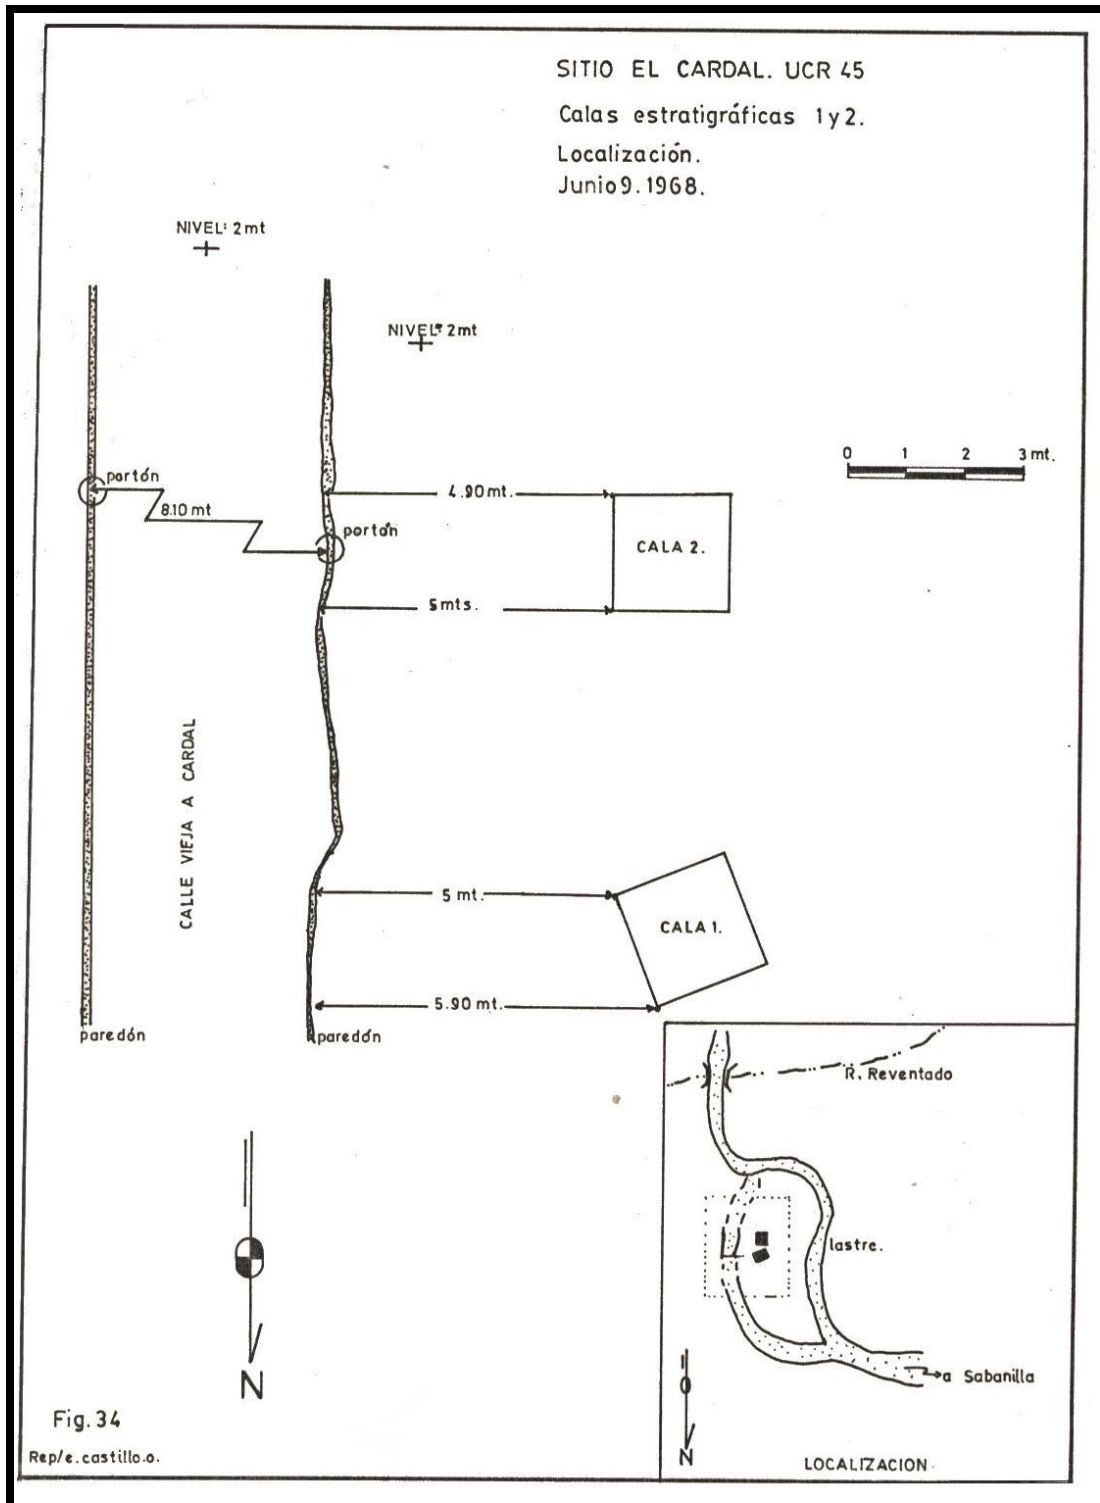 SITIO EL CARDAL. UCR 45
Calas estratigráficas 1 y 2.
Localización.
Junio 9. 1968.
NIVEL: 2 mt
NIVEL: 2 mt
portón
8.10 mt
portón
4.90 mt.
5 mts.
CALA 2.
0 1 2 3 mt.
CALLE VIEJA A CARDAL
5 mt.
CALA 1.
5.90 mt.
paredón
paredón
R. Reventado
lastre.
a Sabanilla
N
LOCALIZACION
N
Fig. 34
Rep/e. castillo. o.